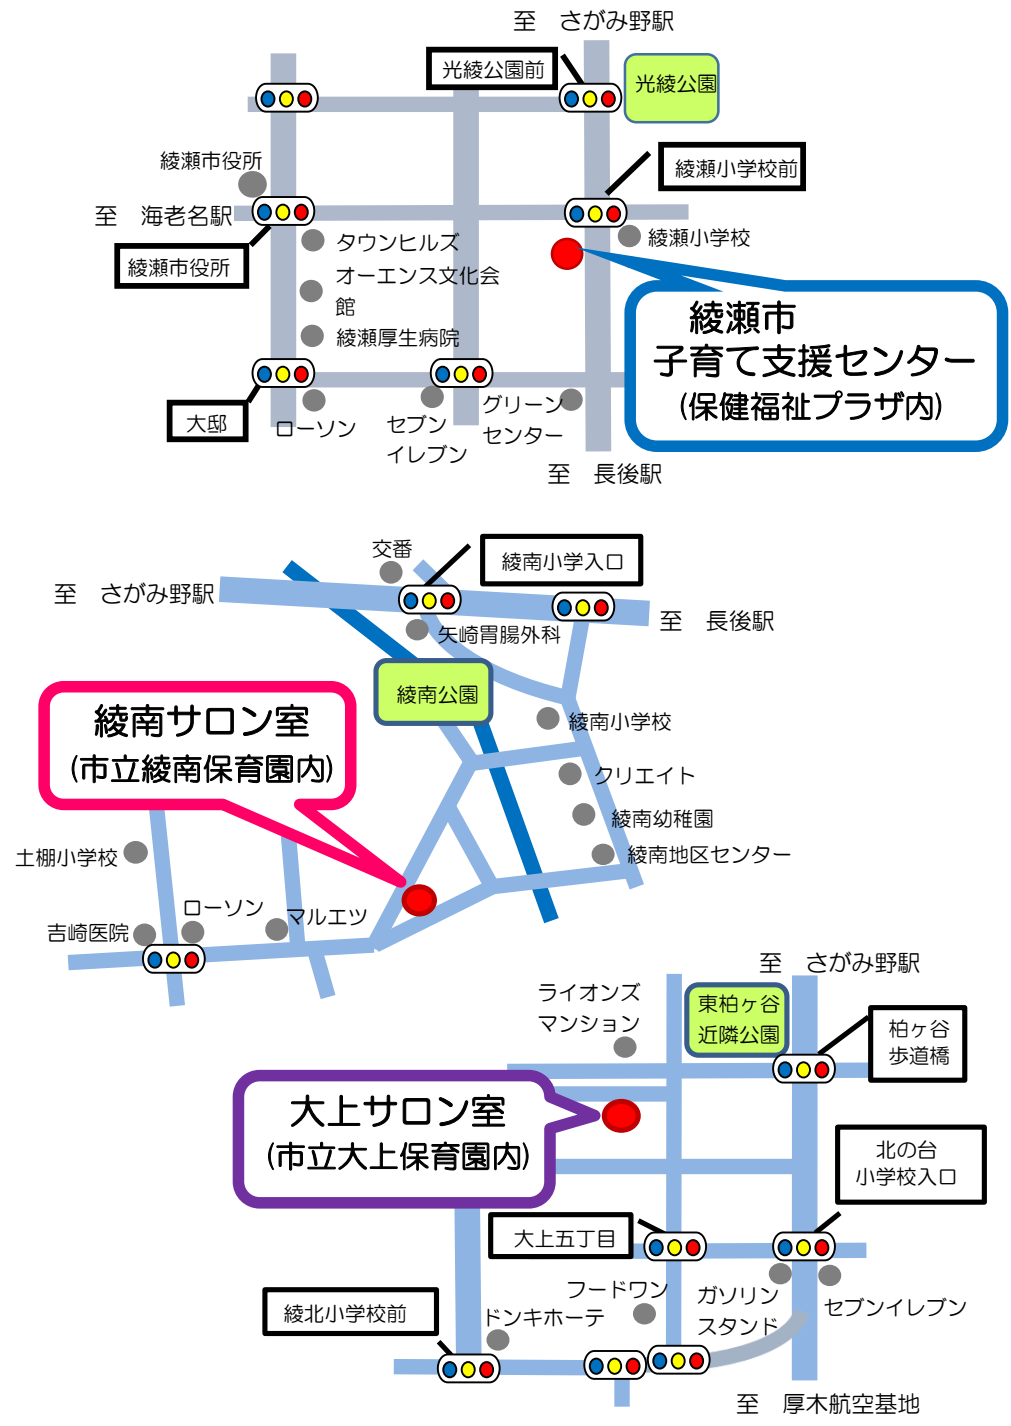 至　さがみ野駅
光綾公園前
光綾公園
綾瀬市役所
綾瀬小学校前
至　海老名駅
綾瀬市役所
タウンヒルズ
綾瀬小学校
オーエンス文化会
館
綾瀬厚生病院
綾瀬市
子育て支援センター
(保健福祉プラザ内)
大邸
ローソン
セブン
イレブン
グリーン
センター
至　長後駅
交番
綾南小学入口
至　さがみ野駅
至　長後駅
矢崎胃腸外科
綾南公園
綾南サロン室
(市立綾南保育園内)
綾南小学校
クリエイト
綾南幼稚園
綾南地区センター
土棚小学校
ローソン
マルエツ
吉崎医院
至　さがみ野駅
ライオンズ
マンション
東柏ヶ谷
近隣公園
柏ヶ谷
歩道橋
大上サロン室
(市立大上保育園内)
北の台
小学校入口
大上五丁目
フードワン
ガソリン
スタンド
セブンイレブン
綾北小学校前
ドンキホーテ
至　厚木航空基地